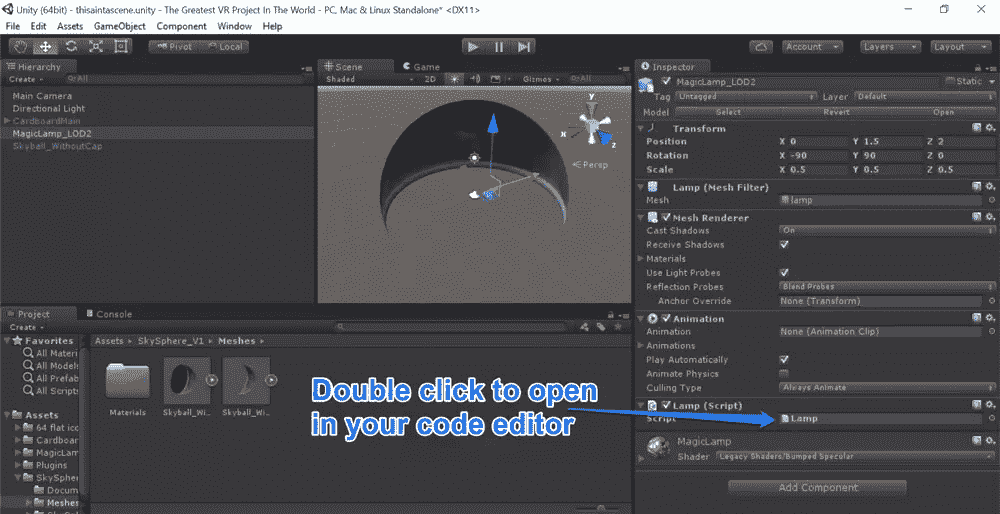 Unity (64bit) - thisaintascene.unity - The Greatest VR Project In The World - PC, Mac & Linux Standalone* <DX11>
File Edit Assets GameObject Component Window Help
Pivot Local Account Layers Layout
Hierarchy
Create All
Main Camera
Directional Light
CardboardMain
MagicLamp_LOD2
Skyball_WithoutCap
Scene Game
Shaded 2D Gizmos All
y
x
z
Persp
Inspector
MagicLamp_LOD2 Static
Tag Untagged Layer Default
Model Select Revert Open
Transform
Position X 0 Y 1.5 Z 2
Rotation X -90 Y 90 Z 0
Scale X 0.5 Y 0.5 Z 0.5
Lamp (Mesh Filter)
Mesh lamp
Mesh Renderer
Cast Shadows On
Receive Shadows
Materials
Use Light Probes
Reflection Probes Blend Probes
Anchor Override None (Transform)
Animation
Animation None (Animation Clip)
Animations
Play Automatically
Animate Physics
Culling Type Always Animate
Lamp (Script)
Script Lamp
MagicLamp
Shader Legacy Shaders/Bumped Specular
Add Component
Project Console
Create
Favorites
All Materi
All Models
All Prefab
All Scripts
Assets
64 flat ico
Cardboard
MagicLam
Plugins
SkySphere
Docum
Meshes
Assets SkySphere_V1 Meshes
Materials Skyball_Wi... Skyball_Wi...
Double click to open
in your code editor